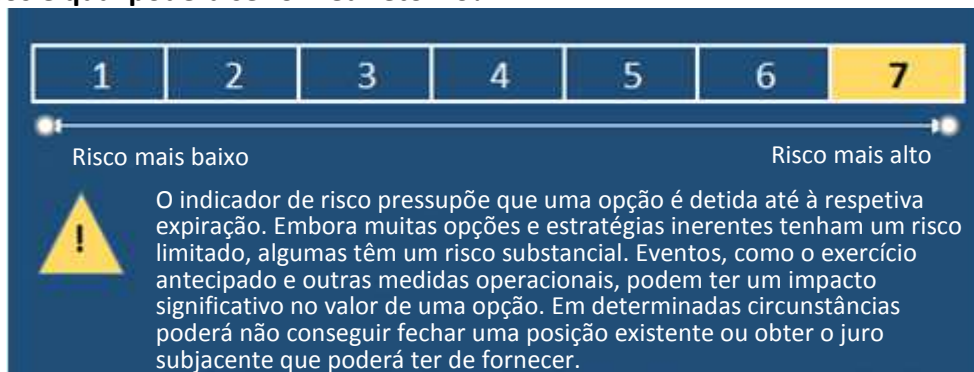 1 2 3 4 5 6 7
Risco mais baixo Risco mais alto
O indicador de risco pressupõe que uma opção é detida até à respetiva
expiração. Embora muitas opções e estratégias inerentes tenham um risco
limitado, algumas têm um risco substancial. Eventos, como o exercício
antecipado e outras medidas operacionais, podem ter um impacto
significativo no valor de uma opção. Em determinadas circunstâncias
poderá não conseguir fechar uma posição existente ou obter o juro
subjacente que poderá ter de fornecer.